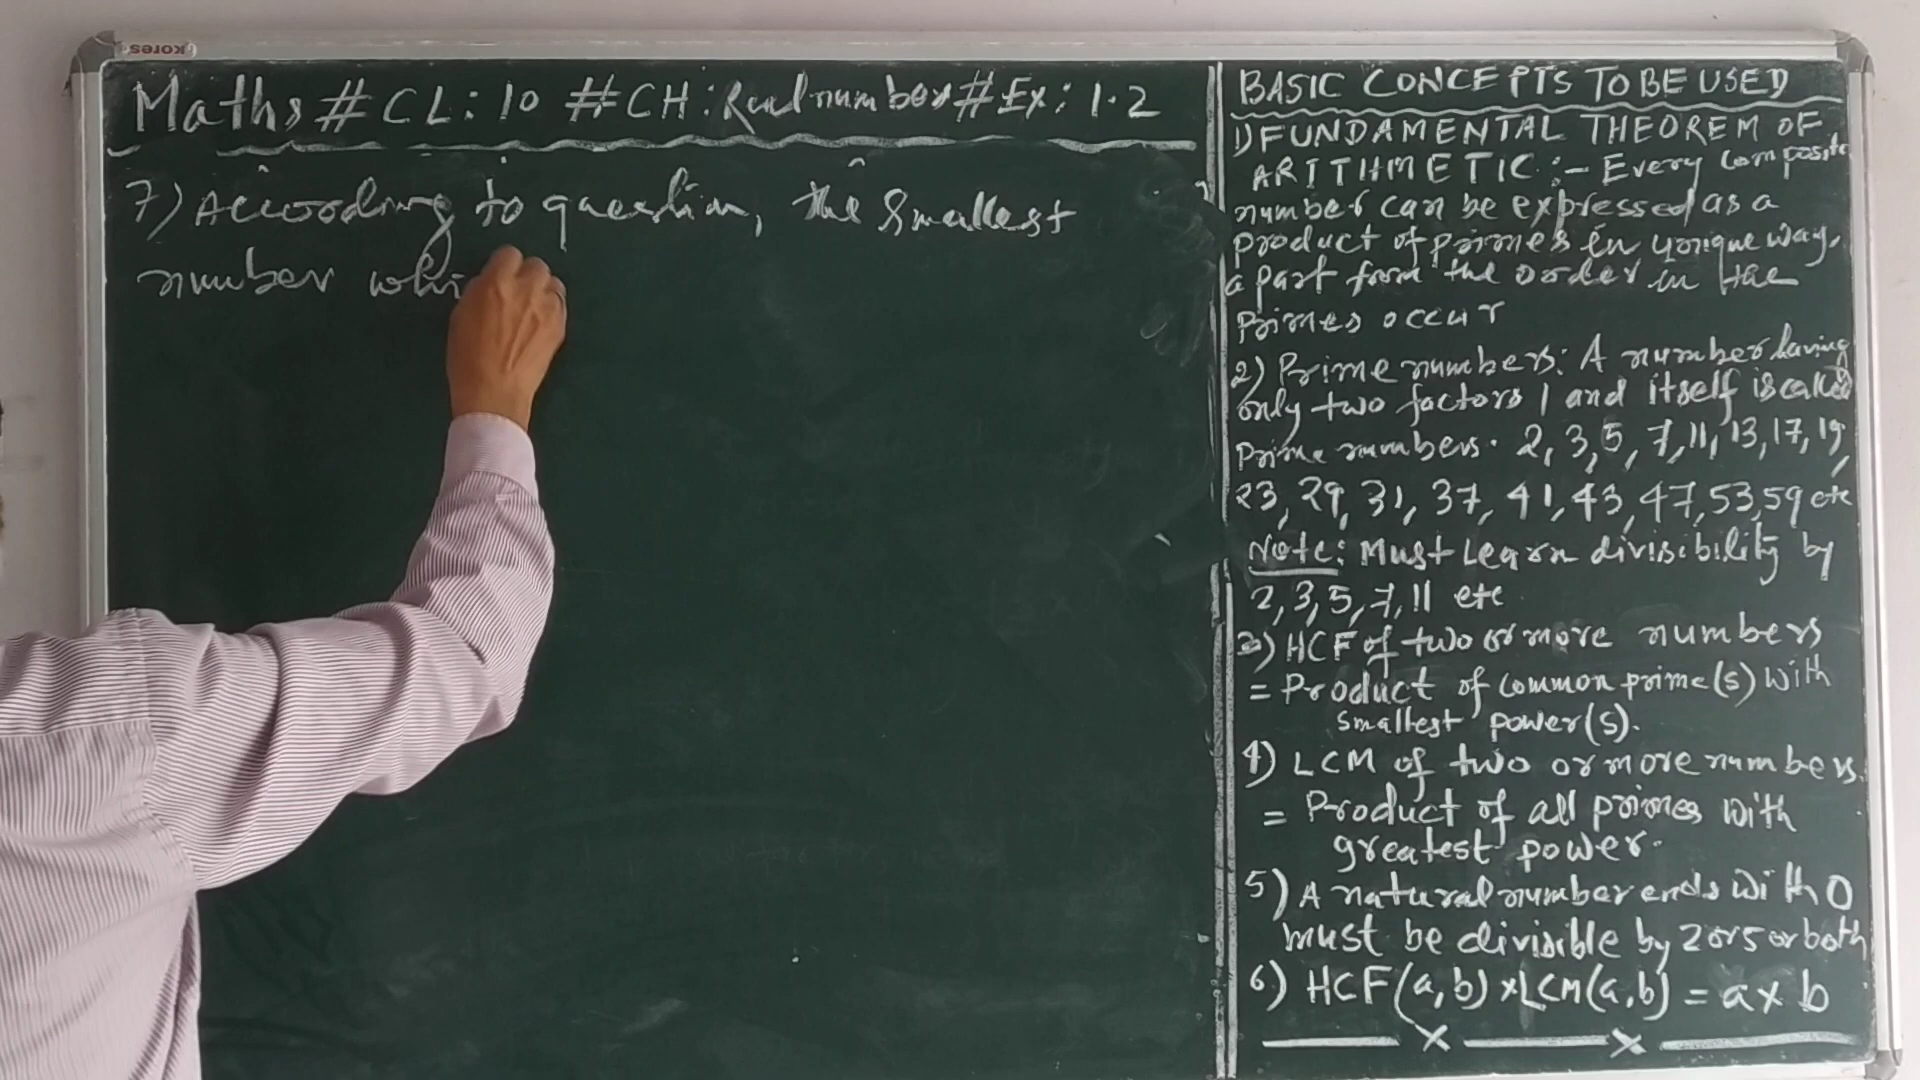 kores
Maths # CL: 10 # CH: Real number # Ex: 1.2
7) According to question, the smallest
number whi
BASIC CONCEPTS TO BE USED
1) FUNDAMENTAL THEOREM OF
ARITHMETIC :- Every composite
number can be expressed as a
product of primes in unique way,
a part from the order in the
primes occur
2) Prime numbers: A number having
only two factors 1 and itself is called
prime numbers. 2, 3, 5, 7, 11, 13, 17, 19,
23, 29, 31, 37, 41, 43, 47, 53, 59 etc
Note: Must Learn divisibility by
2, 3, 5, 7, 11 etc
3) HCF of two or more numbers
= Product of common prime(s) with
smallest power(s).
4) LCM of two or more numbers.
= Product of all primes with
greatest power.
5) A natural number ends with 0
must be divisible by 2 or 5 or both
6) HCF(a, b) × LCM(a, b) = a × b